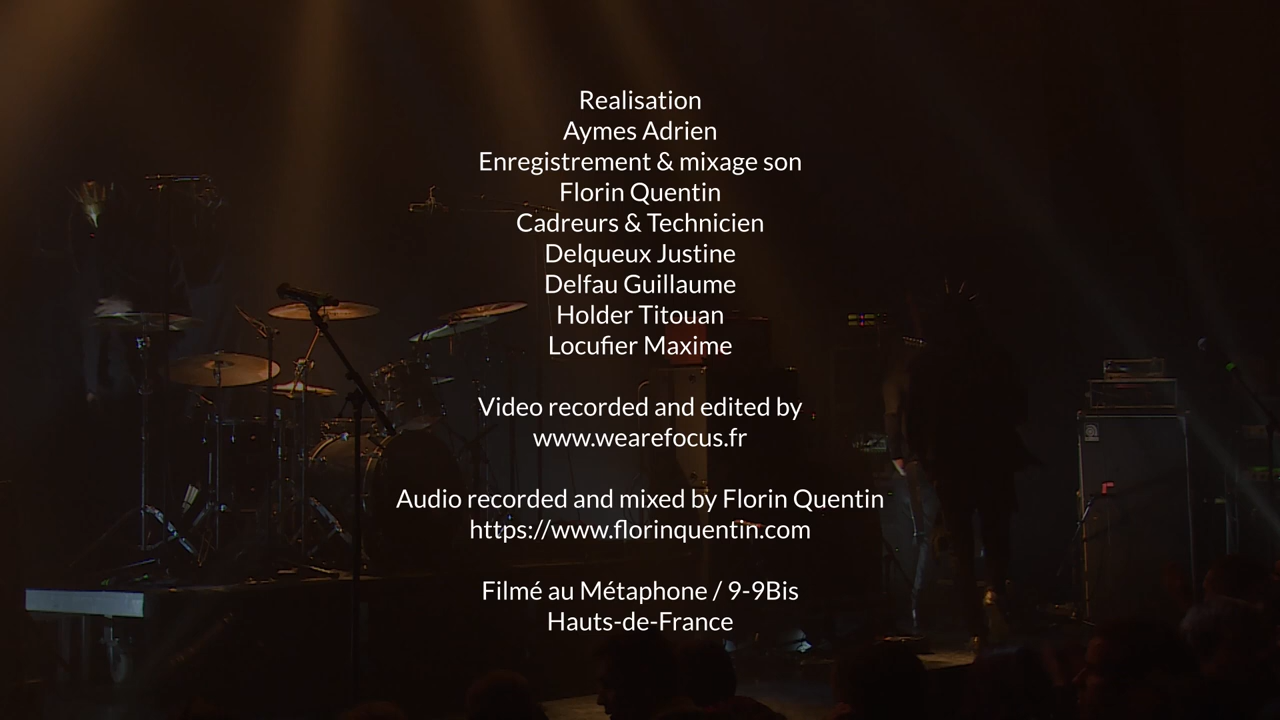 Realisation
Aymes Adrien
Enregistrement & mixage son
Florin Quentin
Cadreurs & Technicien
Delqueux Justine
Delfau Guillaume
Holder Titouan
Locufier Maxime
Video recorded and edited by
www.wearefocus.fr
Audio recorded and mixed by Florin Quentin
https://www.florinquentin.com
Filmé au Métaphone / 9-9Bis
Hauts-de-France